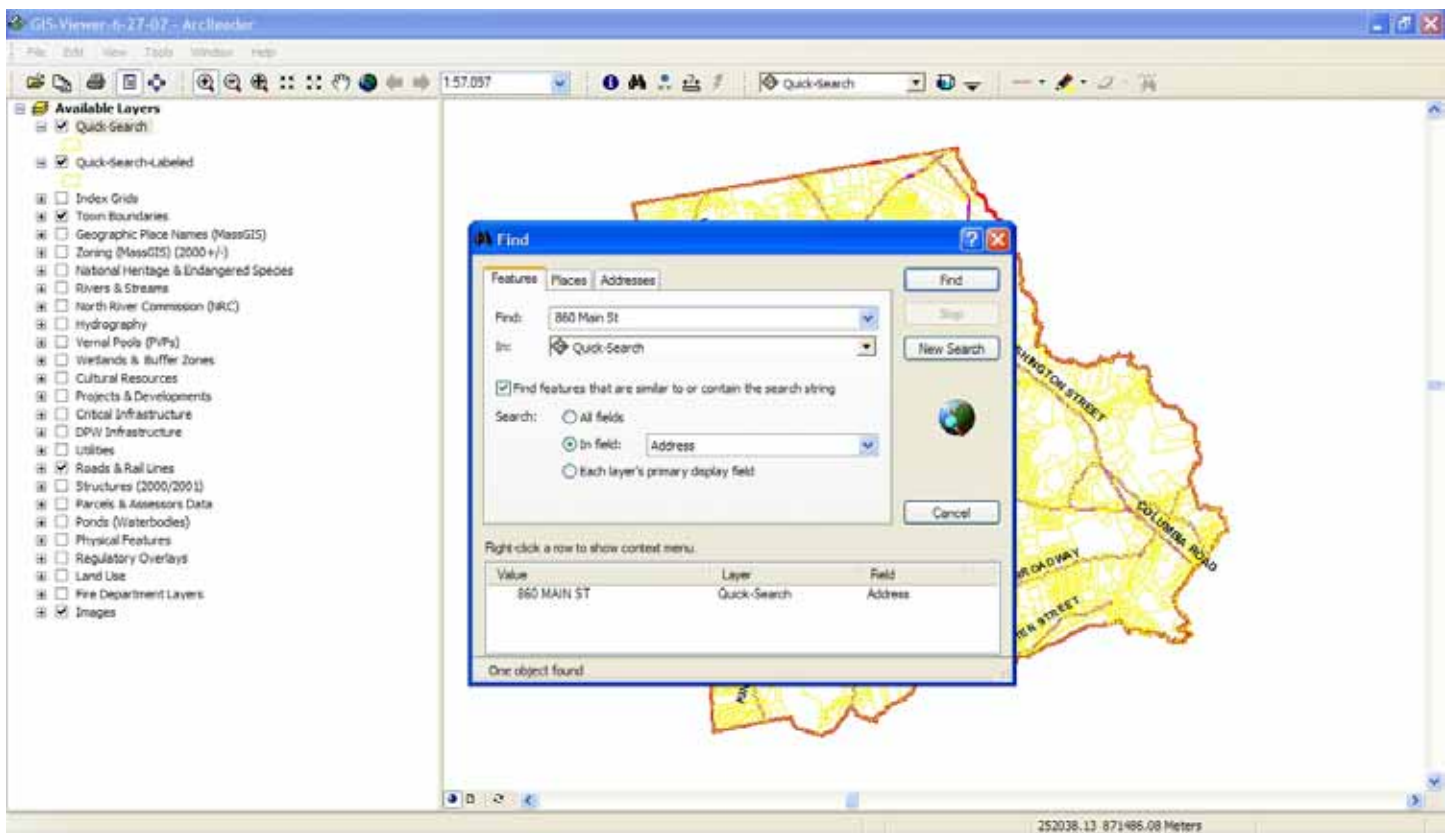 GIS-Viewer-6-27-07 - ArcReader
File Edit View Tools Window Help
1:57,097
Quick-Search
Available Layers
Quick-Search
Quick-Search-Labeled
Index Grids
Town Boundaries
Geographic Place Names (MassGIS)
Zoning (MassGIS) (2000+/-)
National Heritage & Endangered Species
Rivers & Streams
North River Commission (NRC)
Hydrography
Vernal Pools (PVPs)
Wetlands & Buffer Zones
Cultural Resources
Projects & Developments
Critical Infrastructure
DPW Infrastructure
Utilities
Roads & Rail Lines
Structures (2000/2001)
Parcels & Assessors Data
Ponds (Waterbodies)
Physical Features
Regulatory Overlays
Land Use
Fire Department Layers
Images
Find
Features Places Addresses
Find
Find: 860 Main St
Stop
In: Quick-Search
New Search
Find features that are similar to or contain the search string
Search: All fields
In field: Address
Each layer's primary display field
Cancel
Right-click a row to show context menu.
Value Layer Field
860 MAIN ST Quick-Search Address
One object found
STREET
COLUMBIA ROAD
STREET
252038.13 871486.08 Meters